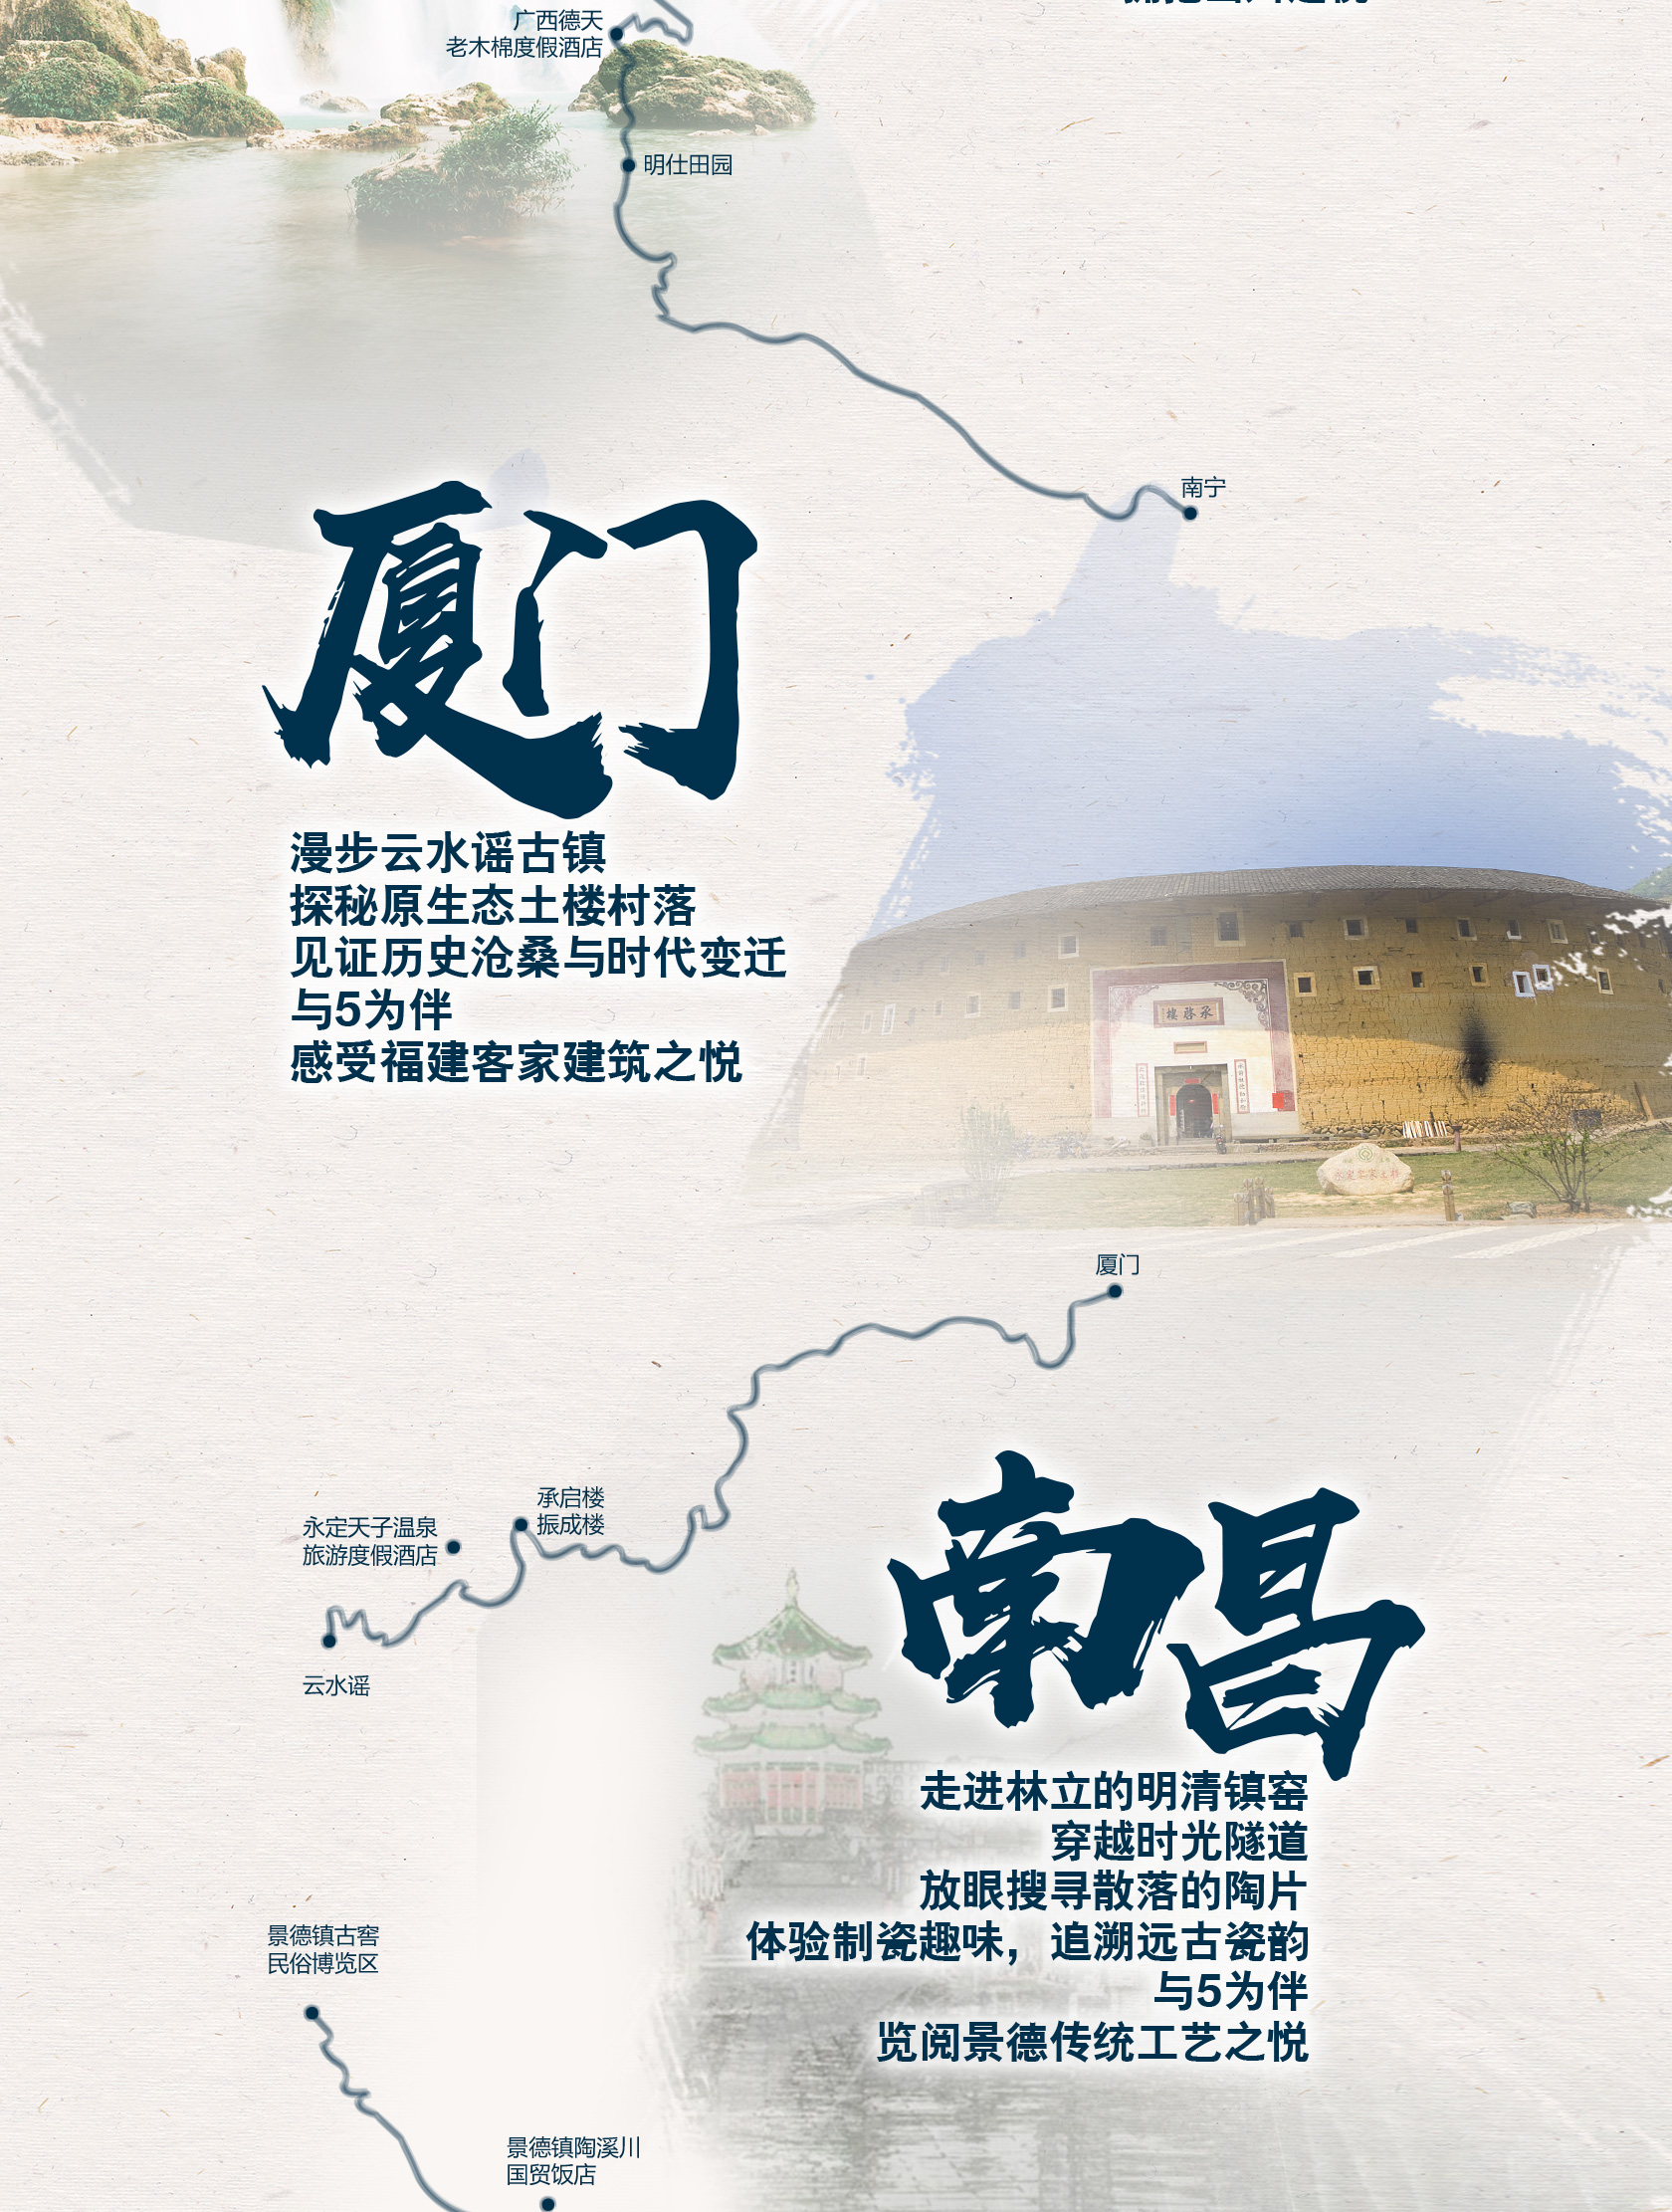 广西德天
老木棉度假酒店
明仕田园
南宁
厦门
漫步云水谣古镇
探秘原生态土楼村落
见证历史沧桑与时代变迁
与5为伴
感受福建客家建筑之悦
樓啓承
厦门
承启楼
振成楼
永定天子温泉
旅游度假酒店
云水谣
南昌
走进林立的明清镇窑
穿越时光隧道
放眼搜寻散落的陶片
体验制瓷趣味，追溯远古瓷韵
与5为伴
览阅景德传统工艺之悦
景德镇古窑
民俗博览区
景德镇陶溪川
国贸饭店